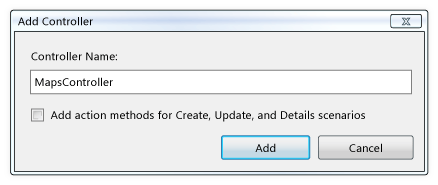 Add Controller
Controller Name:
MapsController
Add action methods for Create, Update, and Details scenarios
Add
Cancel